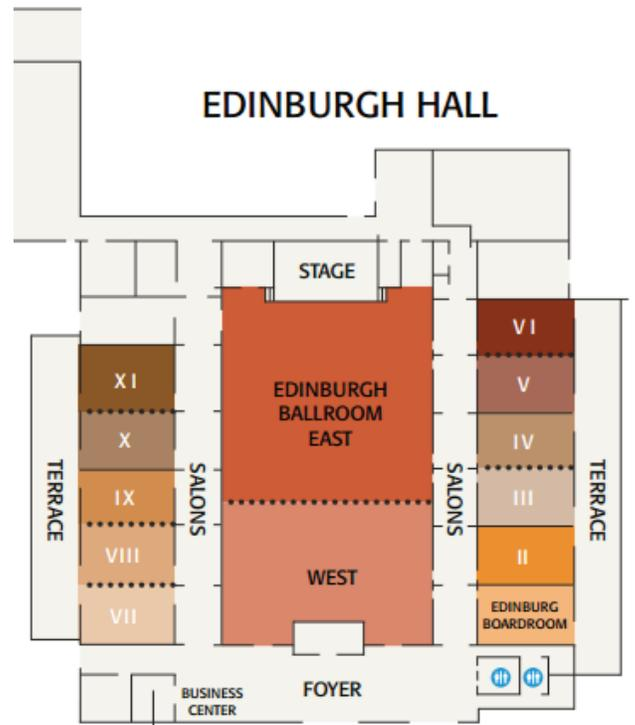 EDINBURGH HALL
STAGE
VI
XI
EDINBURGH
BALLROOM
EAST
V
X
IV
TERRACE
SALONS
SALONS
TERRACE
IX
III
VIII
WEST
II
VII
EDINBURG
BOARDROOM
BUSINESS
CENTER
FOYER